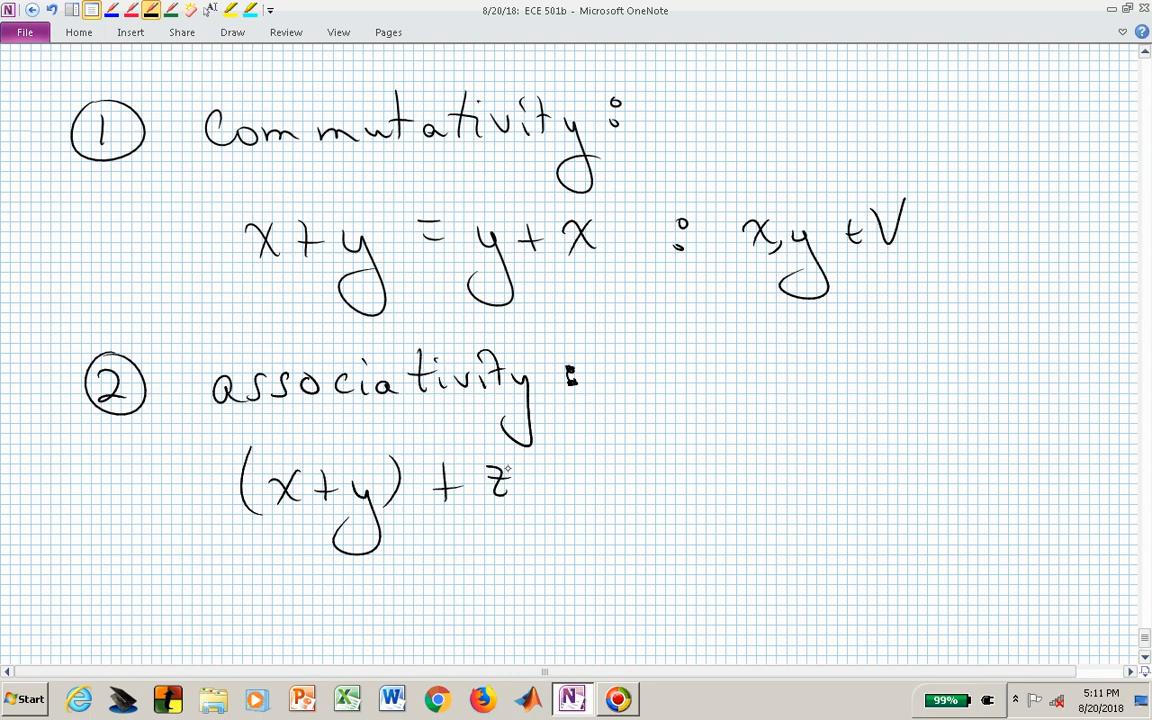 8/20/18: ECE 501b - Microsoft OneNote
File Home Insert Share Draw Review View Pages
① commutativity:
x + y = y + x : x, y ∈ V
② associativity:
(x + y) + z
Start
99%
5:11 PM
8/20/2018